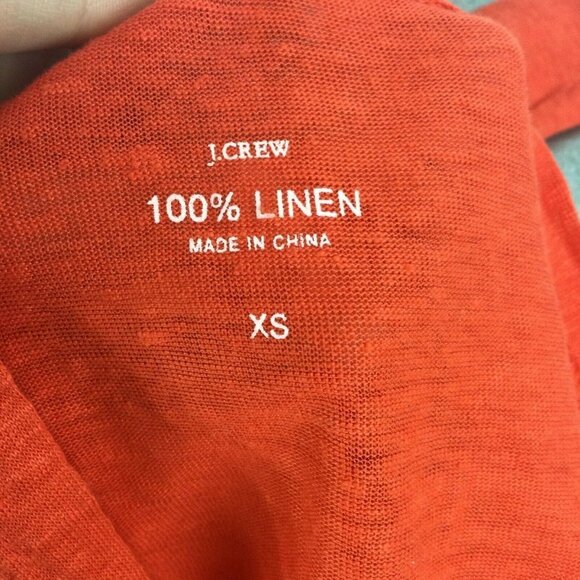 J.CREW
100% LINEN
MADE IN CHINA
XS